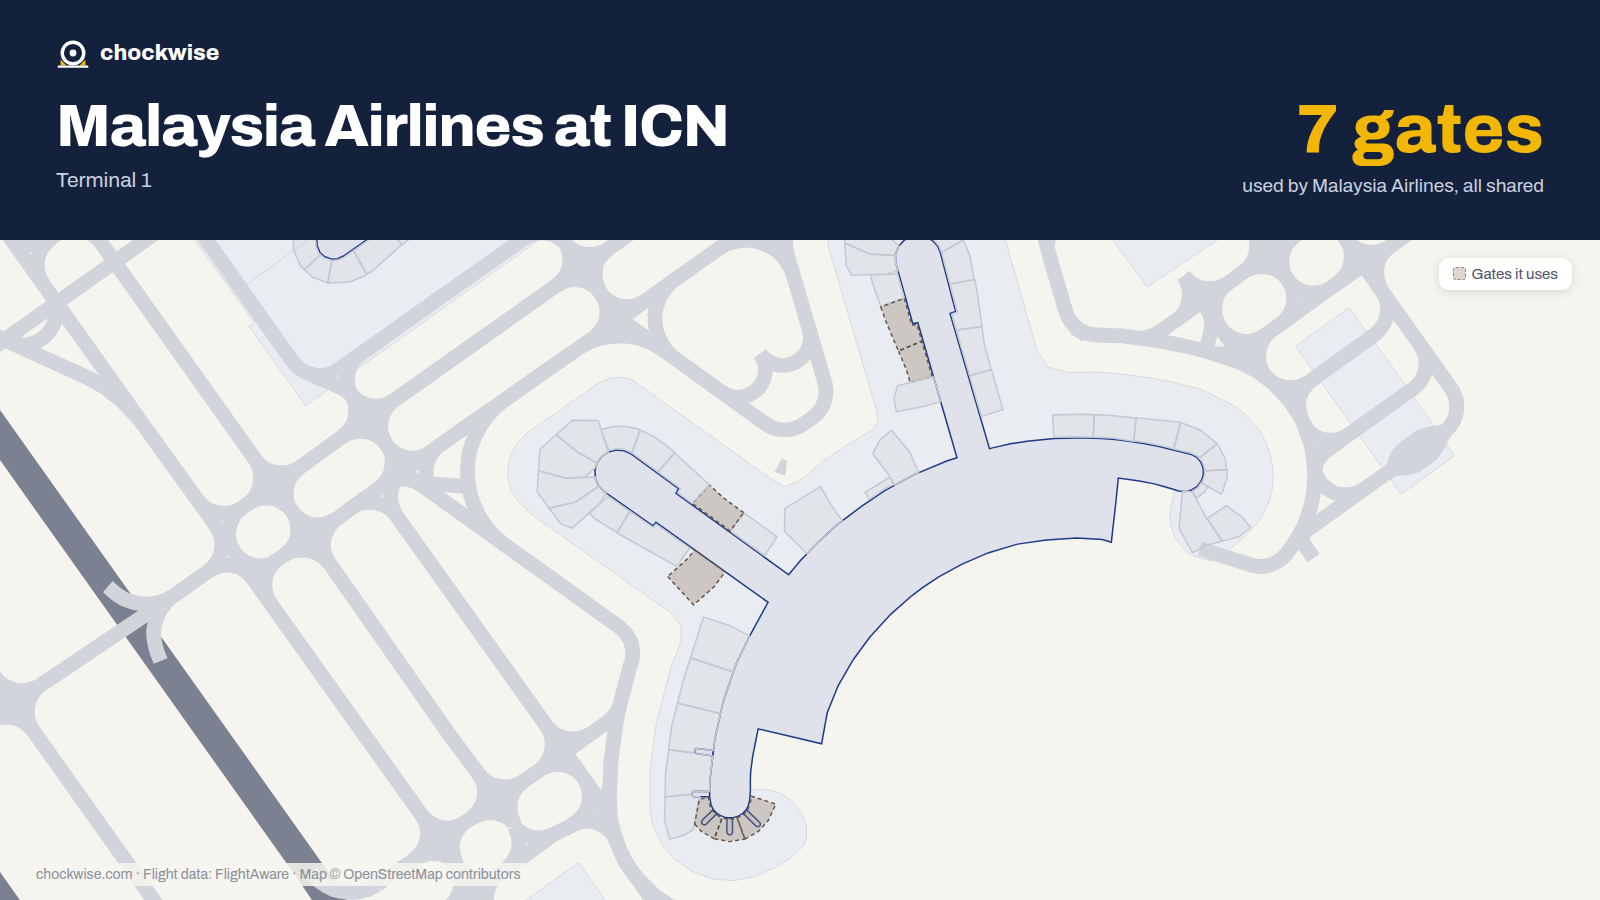 chockwise
Malaysia Airlines at ICN
Terminal 1
7 gates
used by Malaysia Airlines, all shared
Gates it uses
chockwise.com · Flight data: FlightAware · Map © OpenStreetMap contributors